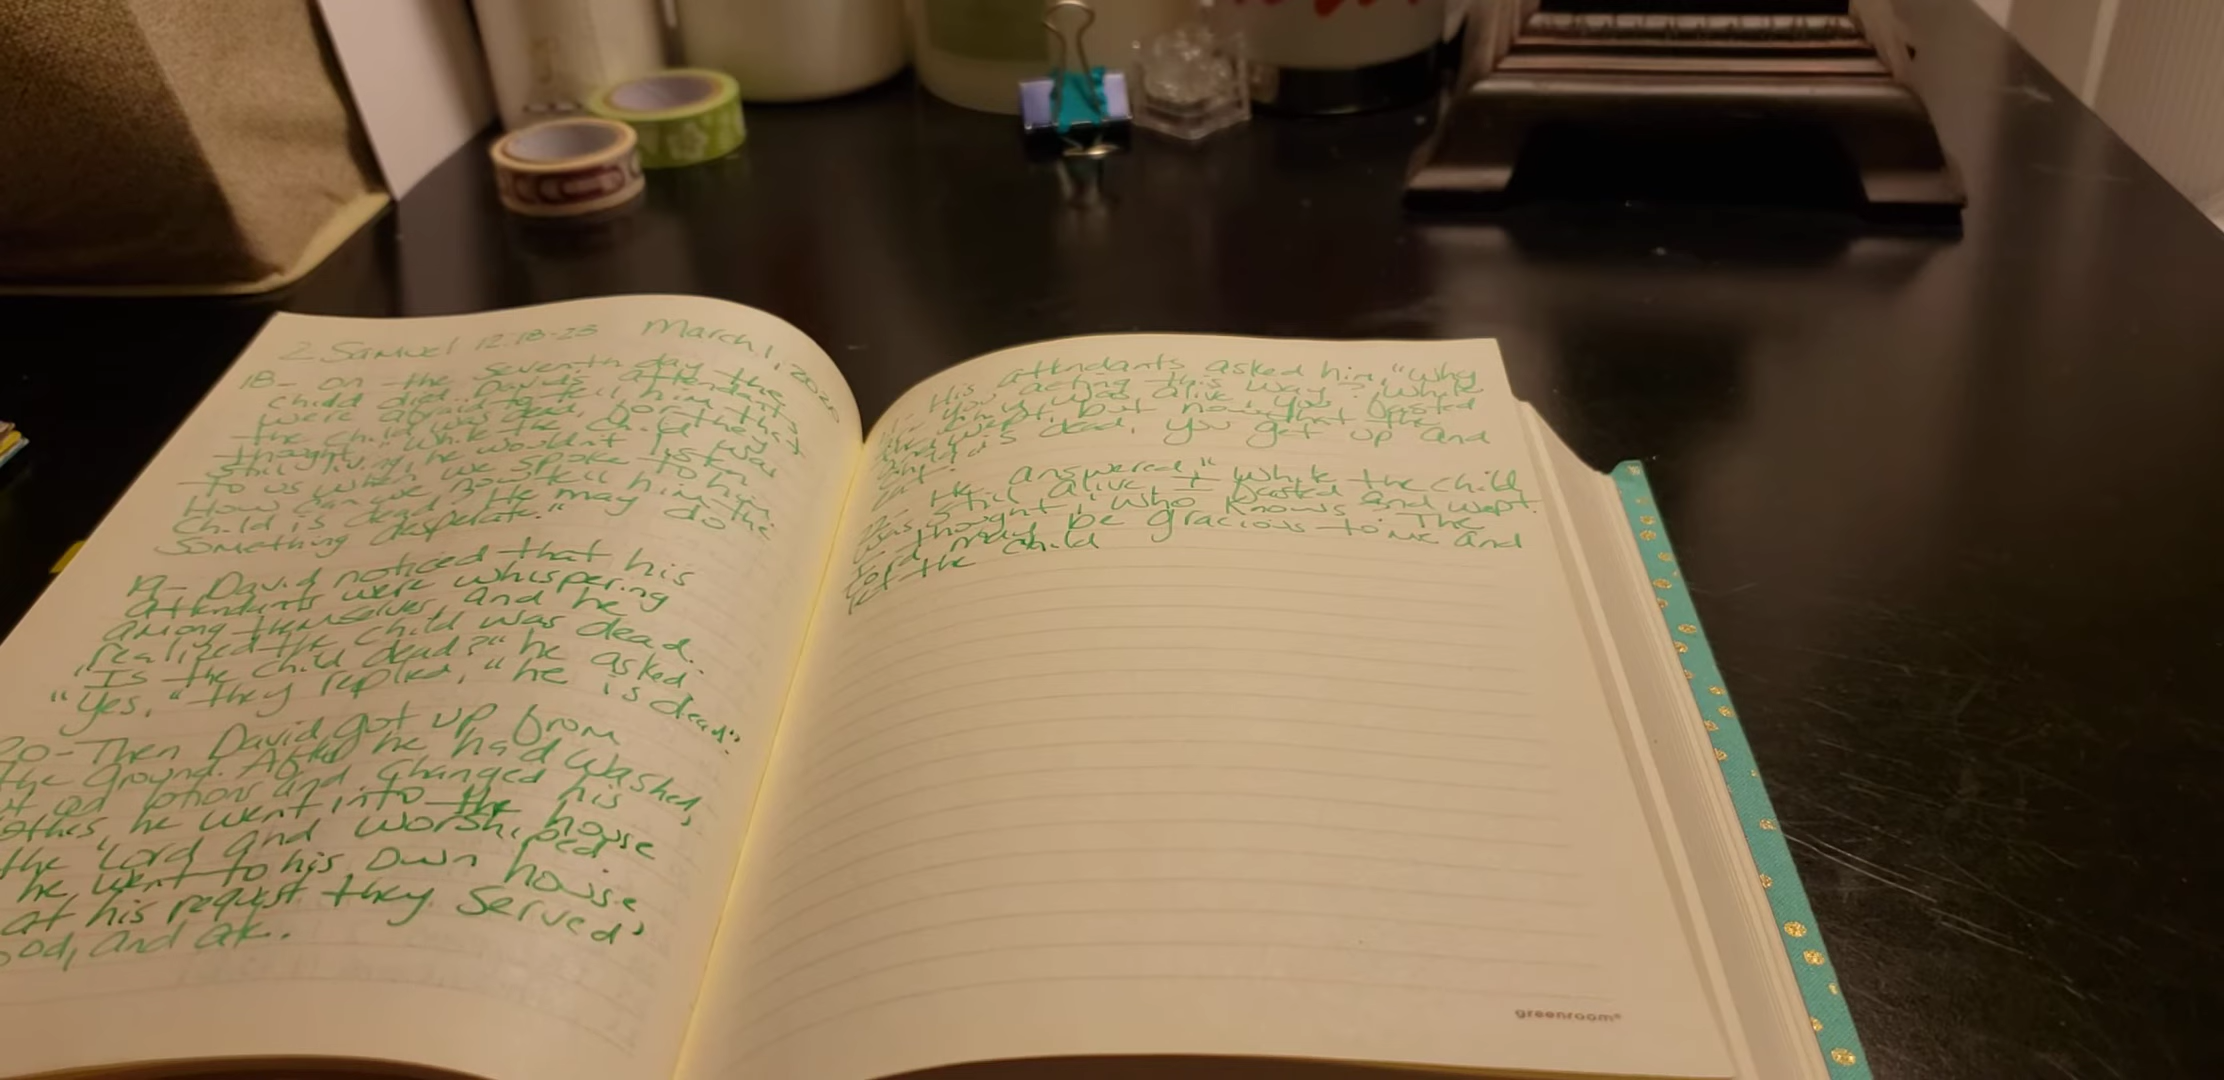 2 Samuel 12:18-23 March, 1, 2020
18- on the seventh day the
child died. Davids attendants
were afraid to tell him that
the child was dead, for they
thought, "While the child was
still living, he wouldn't listen
to us when we spoke to him.
How can we now tell him the
child is dead? He may do
something desperate."
19- David noticed that his
attendants were whispering
among themselves, and he
realized the child was dead.
"Is the child dead?" he asked.
"Yes," they replied, "he is dead."
20- Then David got up from
the ground. After he had washed,
put on lotions and changed his
he went into the house
the Lord and worshiped
he went to his own house
at his request they served
and ate.
His attendants asked him, "Why
you acting this way? While
was alive, you fasted
and wept, but now that the
child is dead, you get up and
eat."
He answered, "While the child
was still alive, I fasted and wept.
I thought, 'who knows? The
Lord may be gracious to me and
let the child
greenroom®